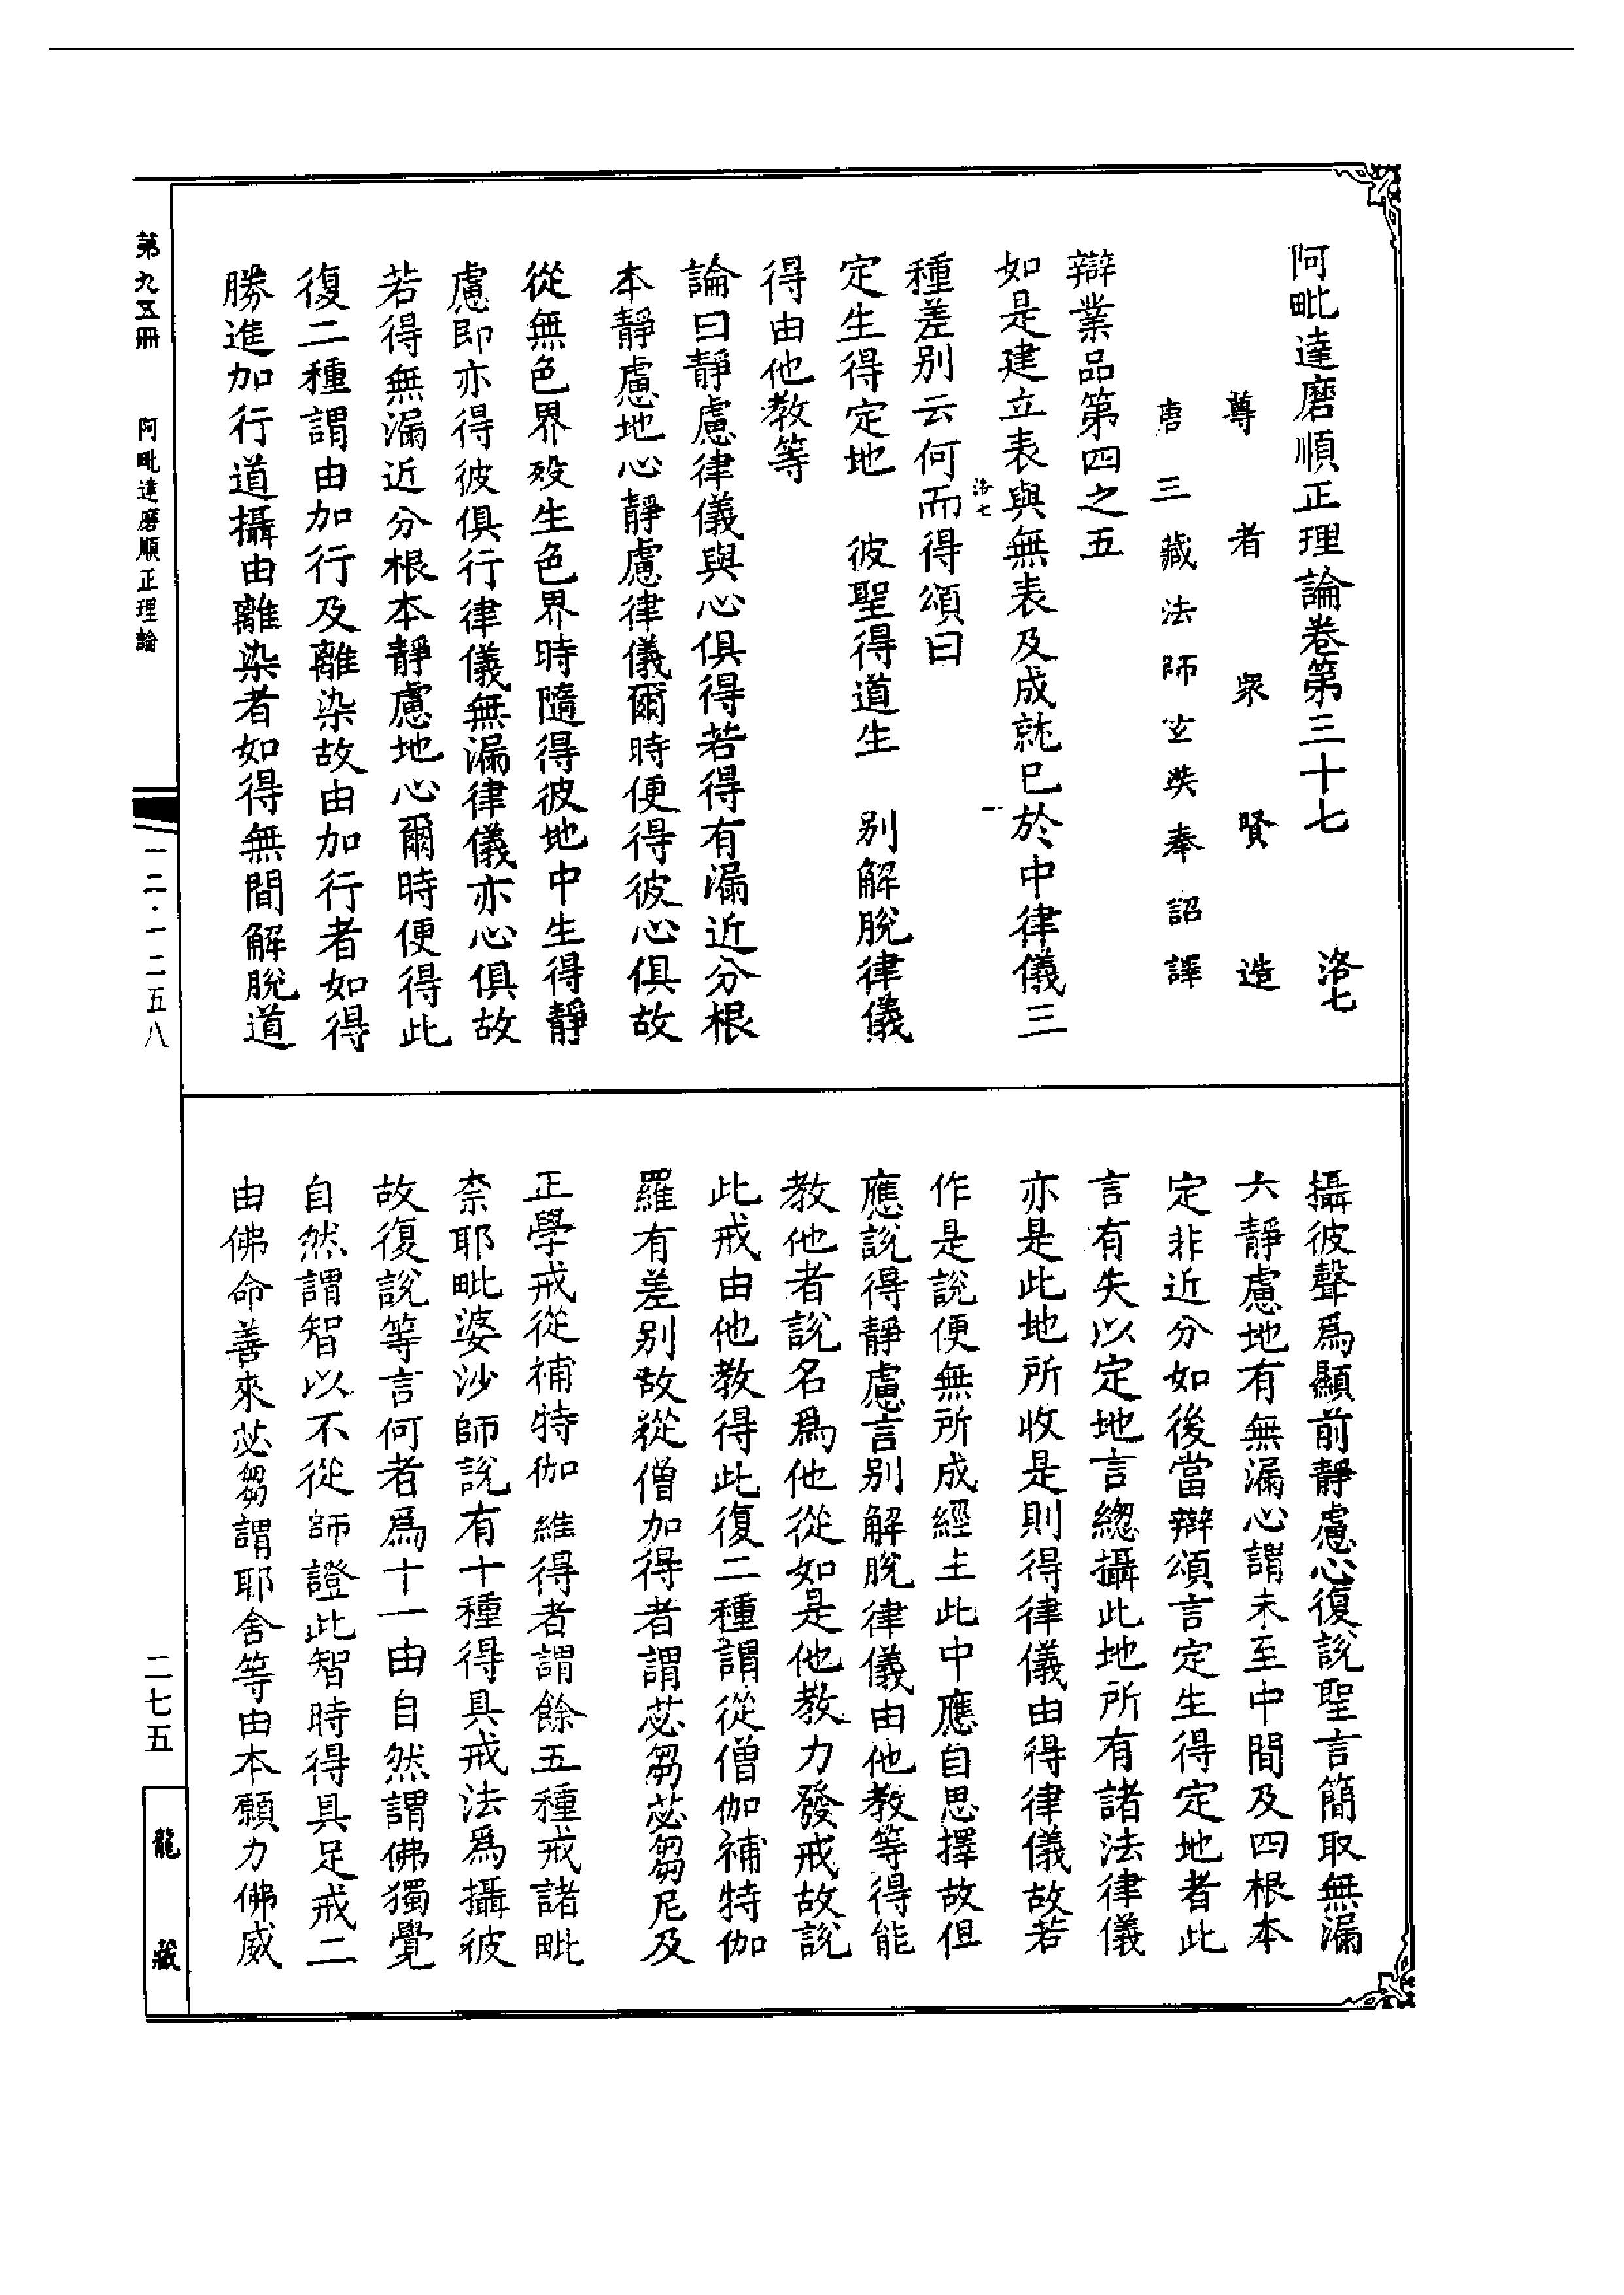 阿毗達磨順正理論卷第三十七 洛七
尊者衆賢造
唐三藏法師玄奘奉詔譯
辯業品第四之五
如是建立表與無表及成就已於中律儀三
洛七 一
種差别云何而得頌曰
定生得定地 彼聖得道生 别解脫律儀
得由他教等
論曰靜慮律儀與心俱得若得有漏近分根
本靜慮地心靜慮律儀爾時便得彼心俱故
從無色界歿生色界時隨得彼地中生得靜
慮即亦得彼俱行律儀無漏律儀亦心俱故
若得無漏近分根本靜慮地心爾時便得此
復二種謂由加行及離染故由加行者如得
勝進加行道攝由離染者如得無間解脫道
攝彼聲爲顯前靜慮心復說聖言簡取無漏
六靜慮地有無漏心謂未至中間及四根本
定非近分如後當辯頌言定生得定地者此
言有失以定地言緫攝此地所有諸法律儀
亦是此地所收是則得律儀由得律儀故若
作是說便無所成經主此中應自思擇故但
應說得靜慮言别解脫律儀由他教等得能
教他者說名爲他從如是他教力發戒故說
此戒由他教得此復二種謂從僧伽補特伽
羅有差别故從僧加得者謂苾芻苾芻尼及
正學戒從補特伽維得者謂餘五種戒諸毗
柰耶毗婆沙師說有十種得具戒法爲攝彼
故復說等言何者爲十一由自然謂佛獨覺
自然謂智以不從師證此智時得具足戒二
由佛命善來苾芻謂耶舍等由本願力佛威
第九五冊 阿毗達磨順正理論
一二·一二五八
二七五
龍藏